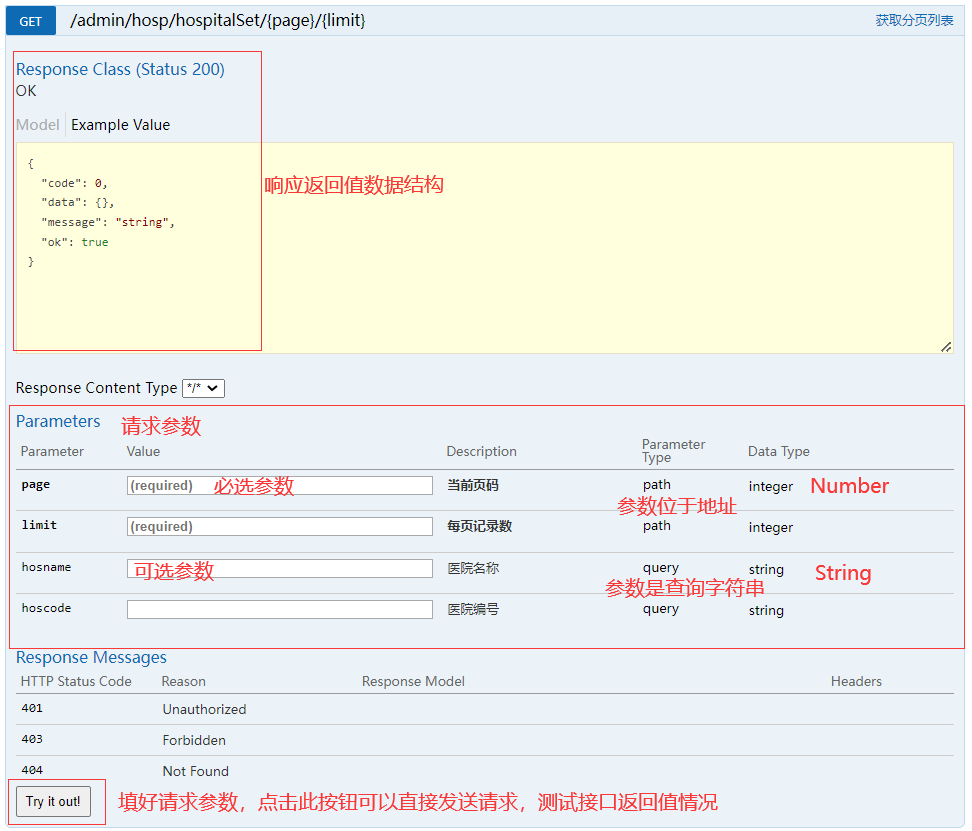 GET /admin/hosp/hospitalSet/{page}/{limit} 获取分页列表
Response Class (Status 200)
OK
Model Example Value
{
"code": 0,
"data": {},
"message": "string",
"ok": true
}
响应返回值数据结构
Response Content Type */*
Parameters 请求参数
Parameter Value Description Parameter Type Data Type
page (required) 必选参数 当前页码 path integer Number
参数位于地址
limit (required) 每页记录数 path integer
hosname 可选参数 医院名称 query string String
参数是查询字符串
hoscode 医院编号 query string
Response Messages
HTTP Status Code Reason Response Model Headers
401 Unauthorized
403 Forbidden
404 Not Found
Try it out! 填好请求参数，点击此按钮可以直接发送请求，测试接口返回值情况